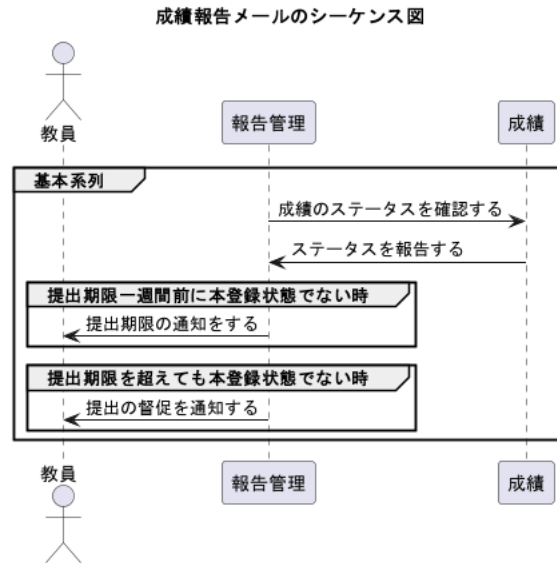 成績報告メールのシーケンス図
教員
報告管理
成績
基本系列
成績のステータスを確認する
ステータスを報告する
提出期限一週間前に本登録状態でない時
提出期限の通知をする
提出期限を超えても本登録状態でない時
提出の督促を通知する
教員
報告管理
成績